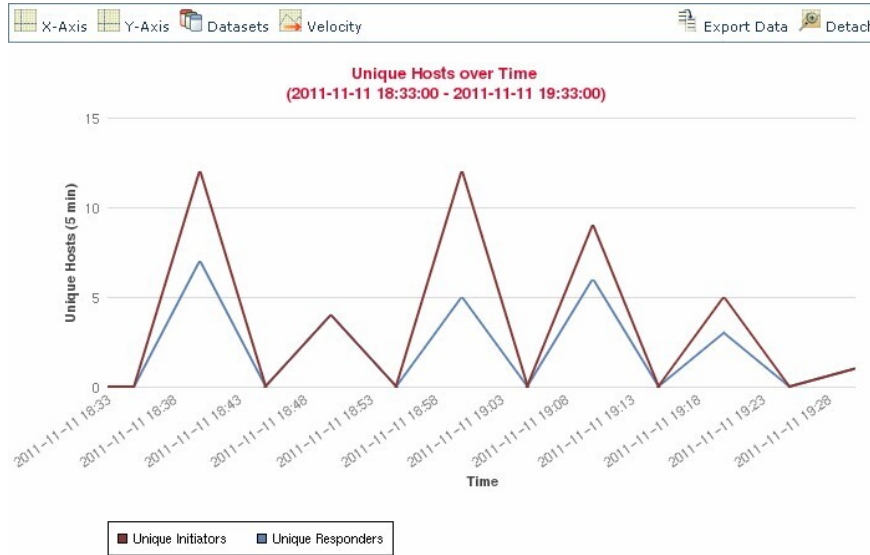 X-Axis Y-Axis Datasets Velocity Export Data Detach
Unique Hosts over Time
(2011-11-11 18:33:00 - 2011-11-11 19:33:00)
Unique Hosts (5 min)
15
10
5
0
2011-11-11 18:33
2011-11-11 18:38
2011-11-11 18:43
2011-11-11 18:48
2011-11-11 18:53
2011-11-11 18:58
2011-11-11 19:03
2011-11-11 19:08
2011-11-11 19:13
2011-11-11 19:18
2011-11-11 19:23
2011-11-11 19:28
Time
Unique Initiators Unique Responders